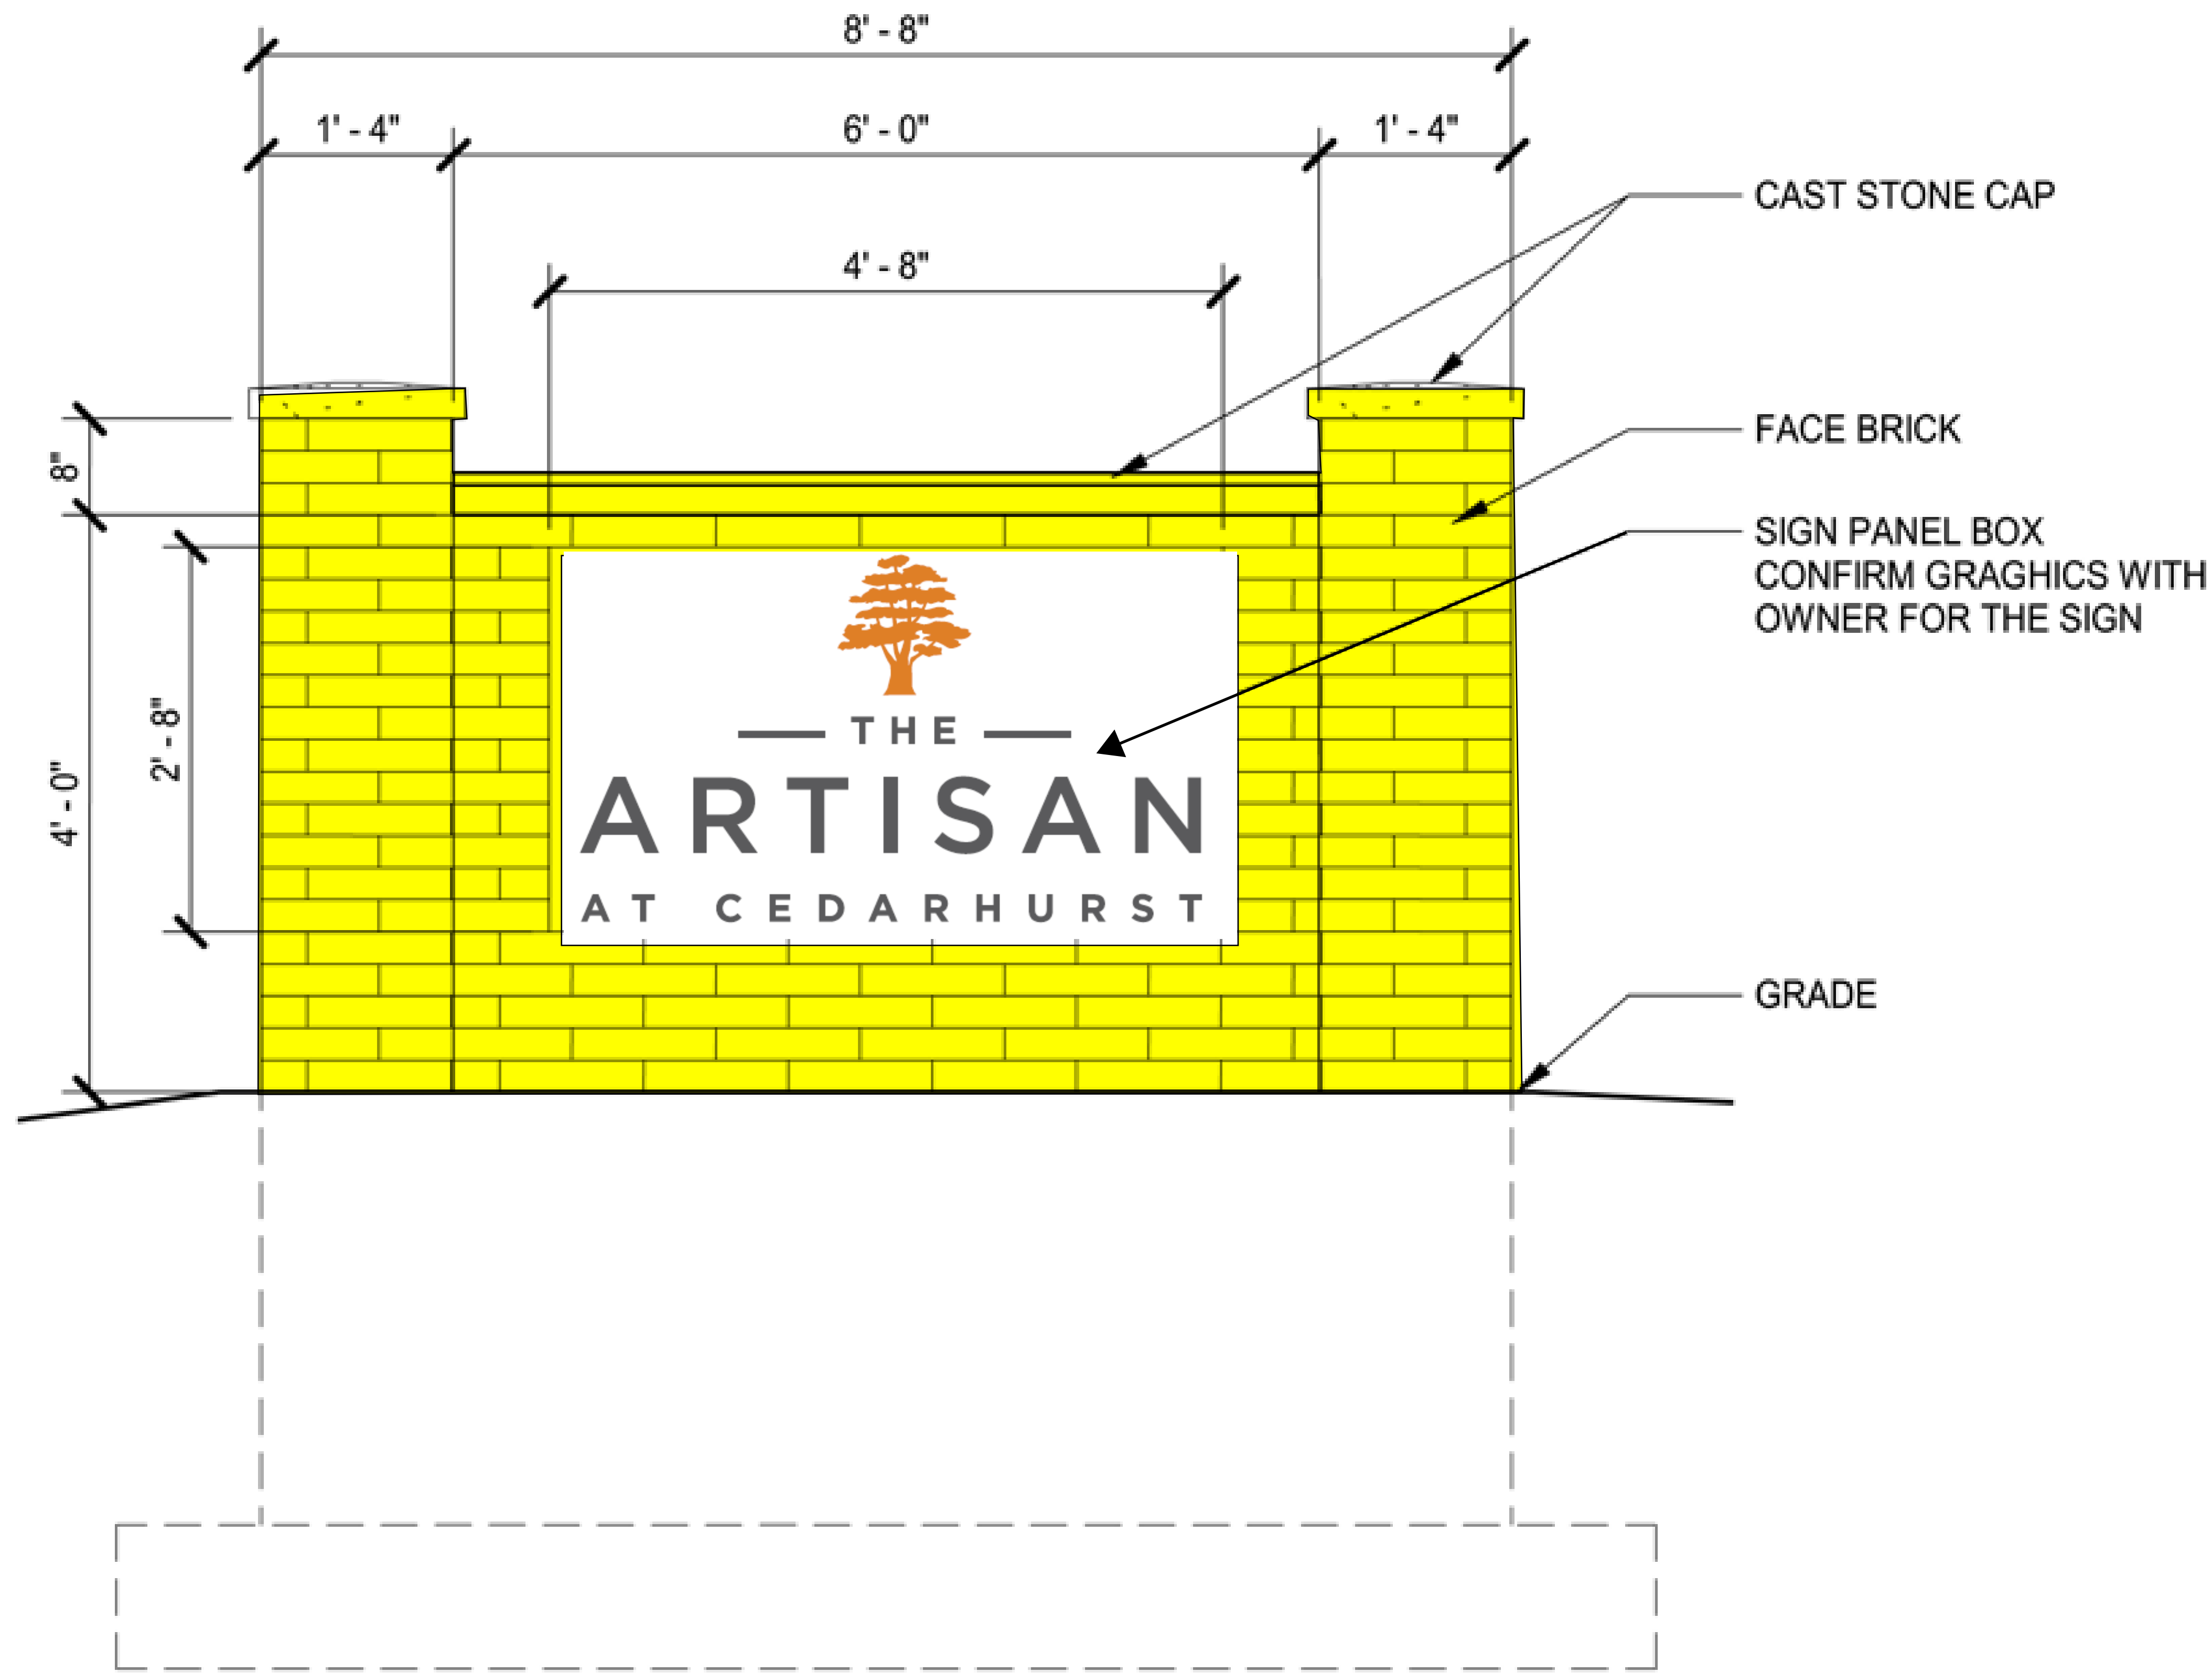 8' - 8"
1' - 4"
6' - 0"
1' - 4"
CAST STONE CAP
4' - 8"
FACE BRICK
8"
SIGN PANEL BOX
CONFIRM GRAGHICS WITH
OWNER FOR THE SIGN
2' - 8"
4' - 0"
THE
ARTISAN
AT CEDARHURST
GRADE